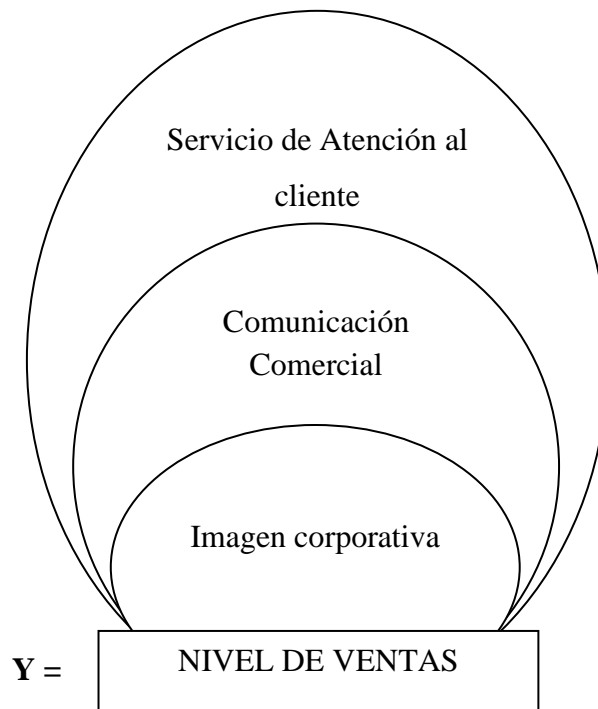 Servicio de Atención al
cliente
Comunicación
Comercial
Imagen corporativa
Y = NIVEL DE VENTAS